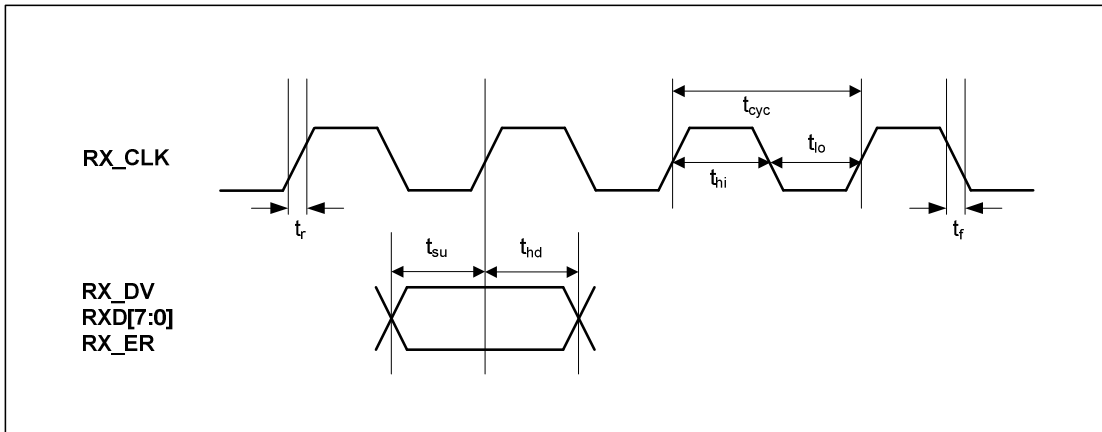 t_cyc
RX_CLK
t_hi
t_lo
t_r
t_f
t_su
t_hd
RX_DV
RXD[7:0]
RX_ER